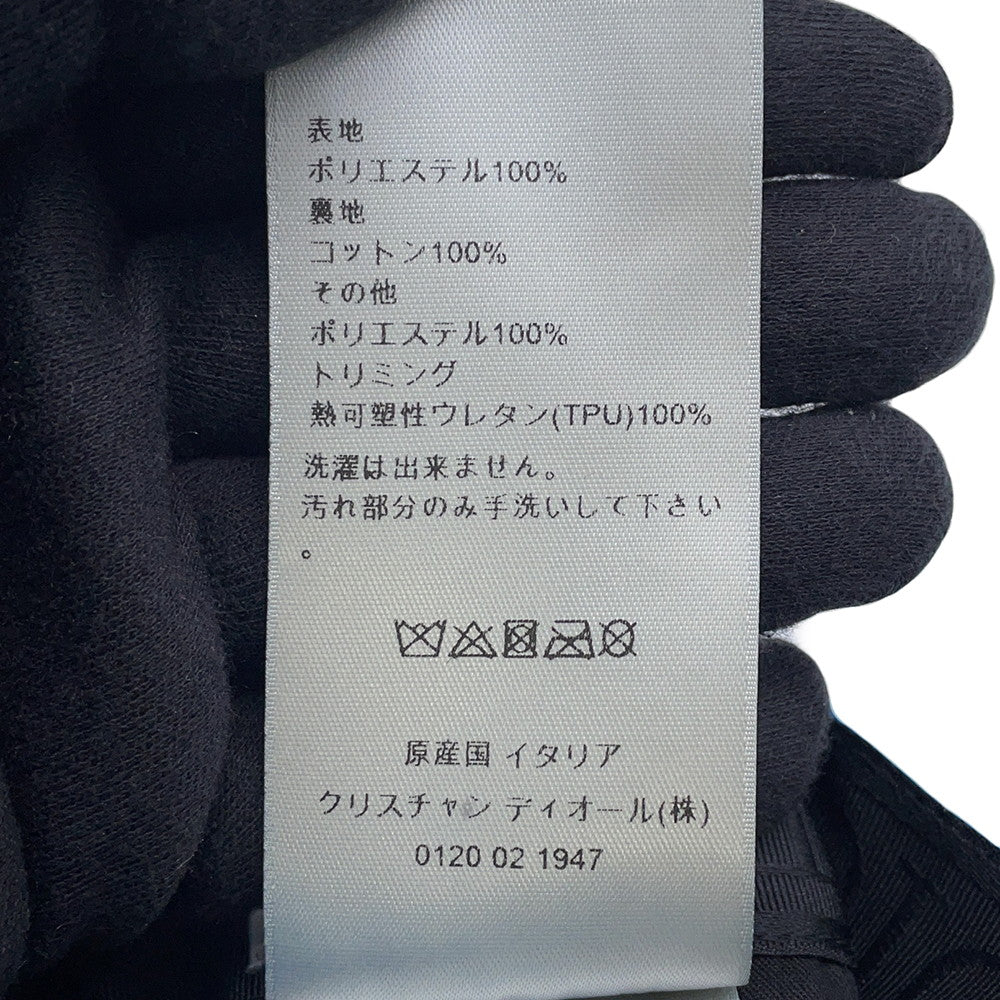 表地
ポリエステル100%
裏地
コットン100%
その他
ポリエステル100%
トリミング
熱可塑性ウレタン(TPU)100%
洗濯は出来ません。
汚れ部分のみ手洗いして下さい
。
原産国 イタリア
クリスチャン ディオール(株)
0120 02 1947